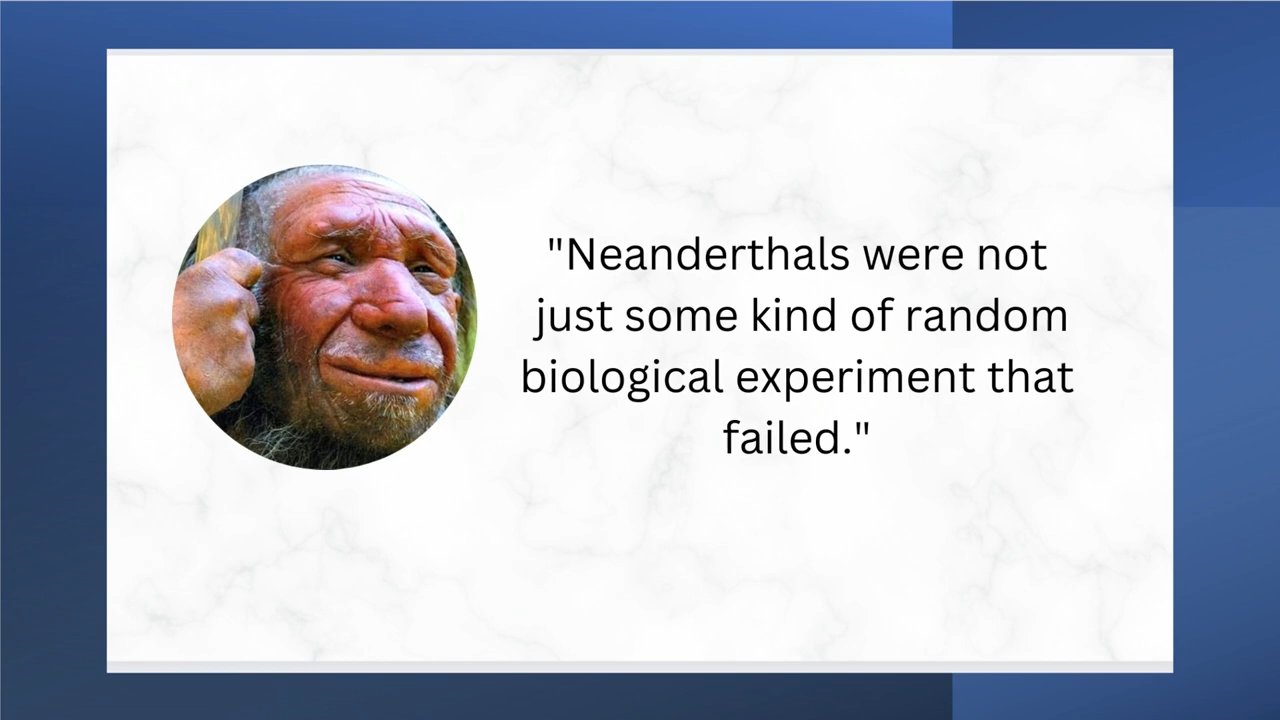 "Neanderthals were not
just some kind of random
biological experiment that
failed."